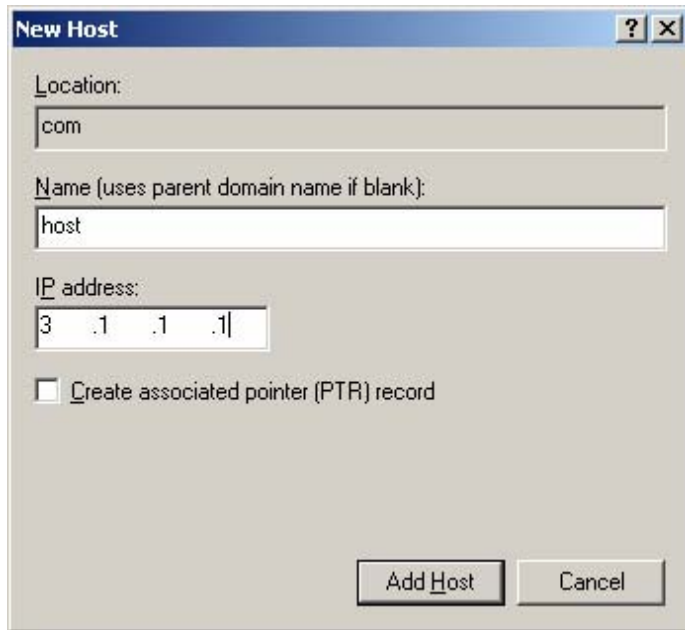 New Host
Location:
com
Name (uses parent domain name if blank):
host
IP address:
3 .1 .1 .1
Create associated pointer (PTR) record
Add Host Cancel